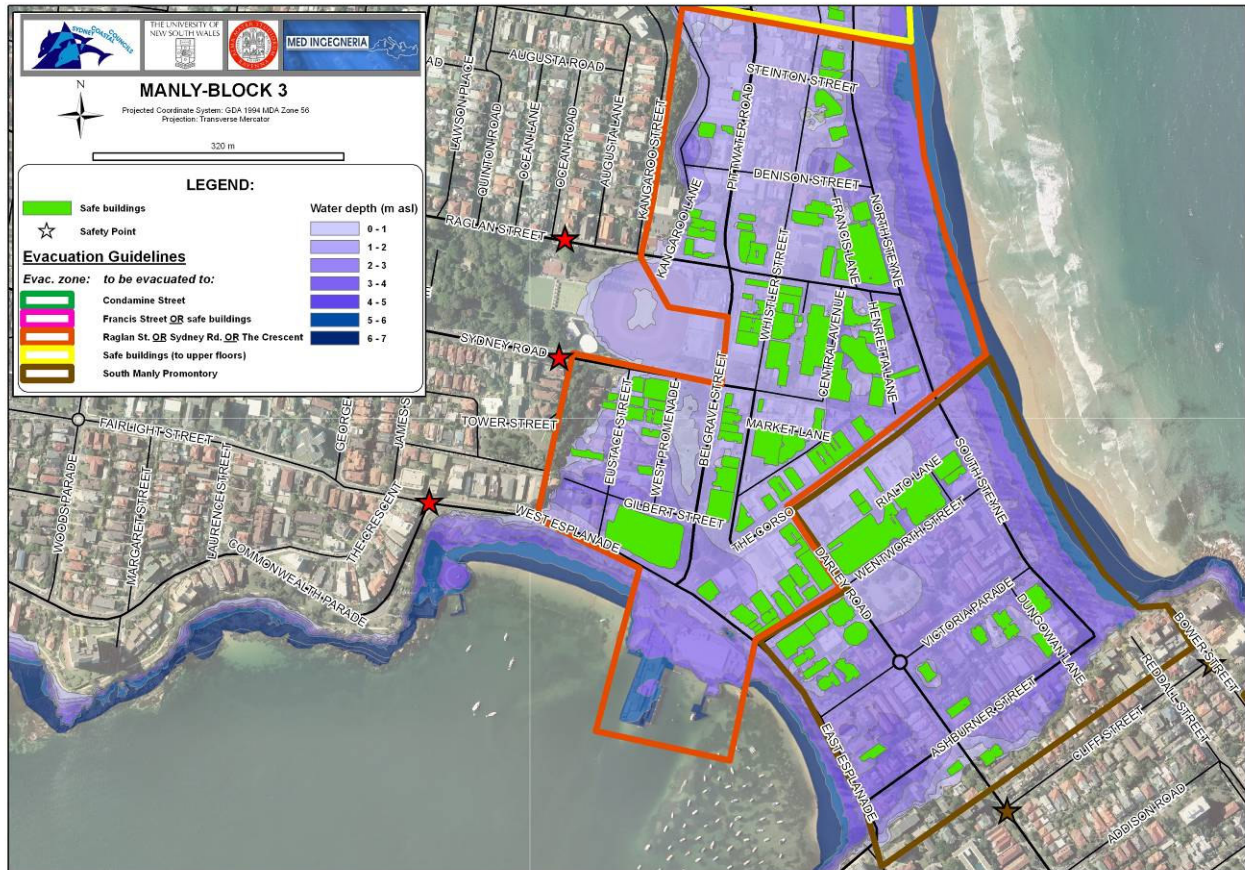 SYDNEY COASTAL COUNCILS
THE UNIVERSITY OF
NEW SOUTH WALES
MED INGEGNERIA
MANLY-BLOCK 3
N
Projected Coordinate System: GDA 1994 MDA Zone 56
Projection: Transverse Mercator
320 m
LEGEND:
Safe buildings
Safety Point
Evacuation Guidelines
Evac. zone: to be evacuated to:
Condamine Street
Francis Street OR safe buildings
Raglan St. OR Sydney Rd. OR The Crescent
Safe buildings (to upper floors)
South Manly Promontory
Water depth (m asl)
0 - 1
1 - 2
2 - 3
3 - 4
4 - 5
5 - 6
6 - 7
AUGUSTA ROAD
LAWSON PLACE
QUINTON ROAD
OCEAN LANE
OCEAN ROAD
AUGUSTA LANE
KANGAROO STREET
RAGLAN STREET
KANGAROO LANE
PITTWATER ROAD
STEINTON STREET
DENISON STREET
FRANCIS LANE
NORTH STEYNE
WHISTLER STREET
CENTRAL AVENUE
HENRIETTA LANE
SYDNEY ROAD
BELGRAVE STREET
MARKET LANE
TOWER STREET
EUSTACE STREET
WEST PROMENADE
GILBERT STREET
WEST ESPLANADE
THE CORSO
FAIRLIGHT STREET
GEORGE
JAMES S
WOODS PARADE
MARGARET STREET
LAURENCE STREET
THE CRESCENT
COMMONWEALTH PARADE
RIALTO LANE
SOUTH STEYNE
WENTWORTH STREET
DARLEY ROAD
VICTORIA PARADE
DUNGOWAN LANE
ASHBURNER STREET
EAST ESPLANADE
BOWER STREET
REDDALL STREET
CLIFF STREET
ADDISON ROAD